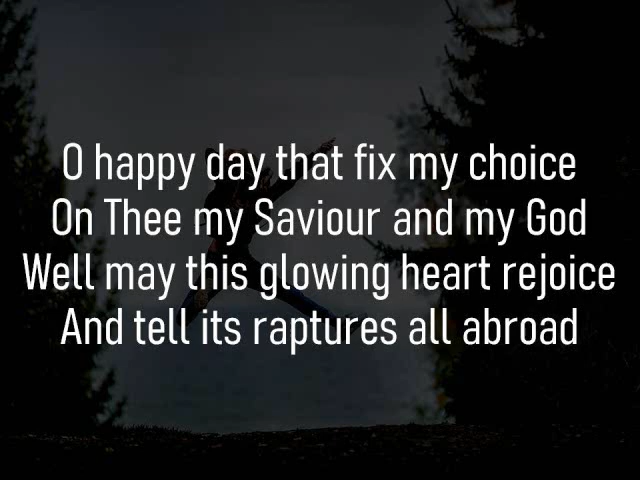 O happy day that fix my choice
On Thee my Saviour and my God
Well may this glowing heart rejoice
And tell its raptures all abroad